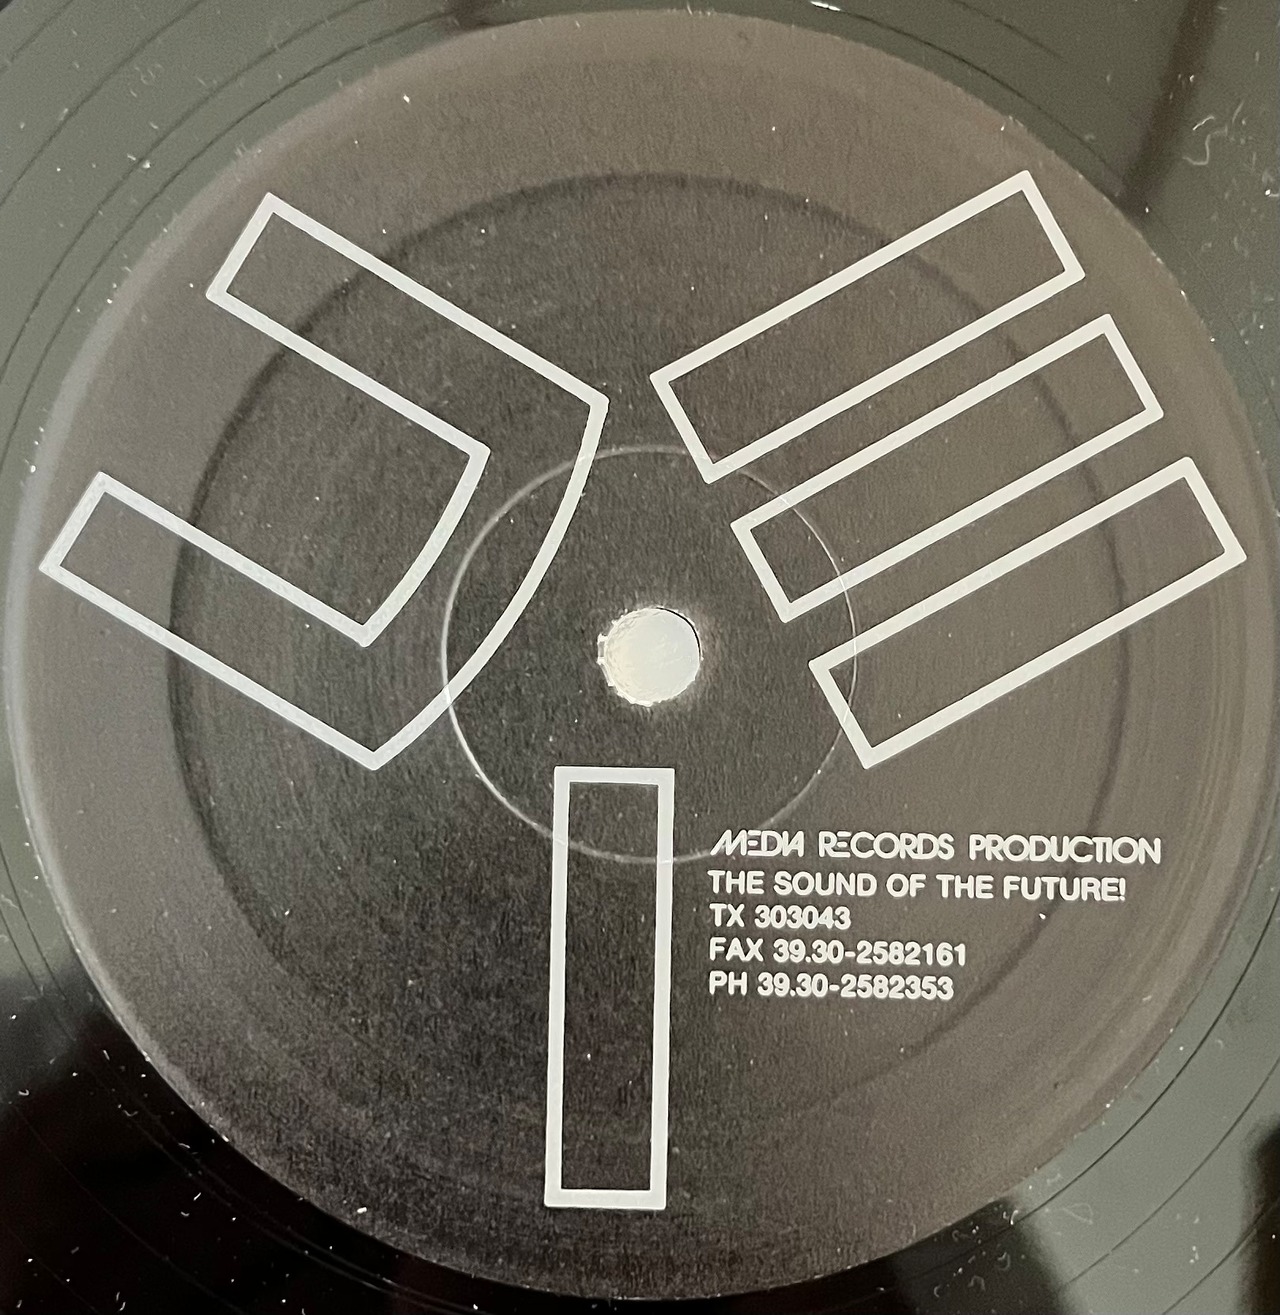 MEDIA RECORDS PRODUCTION
THE SOUND OF THE FUTURE!
TX 303043
FAX 39.30-2582161
PH 39.30-2582353